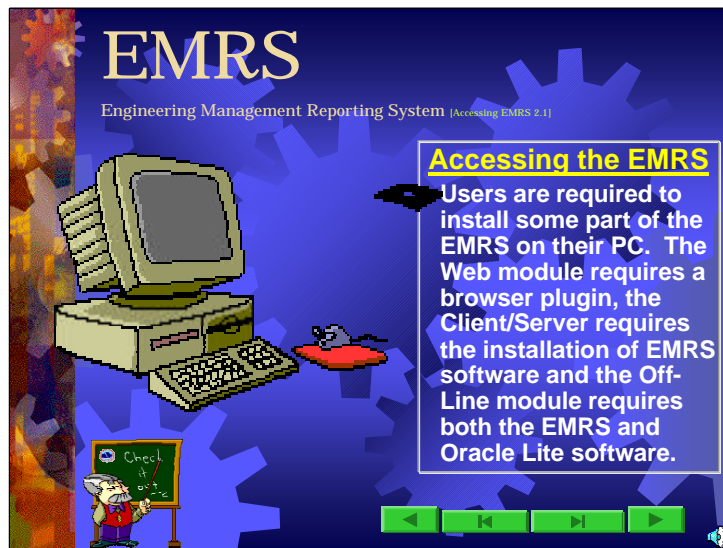 EMRS
Engineering Management Reporting System [Accessing EMRS 2.1]
Accessing the EMRS
Users are required to
install some part of the
EMRS on their PC. The
Web module requires a
browser plugin, the
Client/Server requires
the installation of EMRS
software and the Off-
Line module requires
both the EMRS and
Oracle Lite software.
Check
it
out